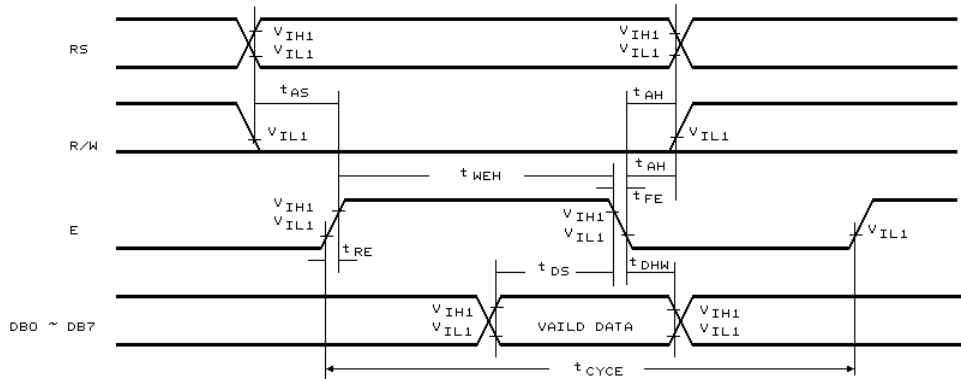 RS
VIH1
VIL1
VIH1
VIL1
tAS
tAH
R/W
VIL1
VIL1
tAH
tWEH
tFE
E
VIH1
VIL1
VIH1
VIL1
VIL1
tRE
tDS
tDHW
DB0 ~ DB7
VIH1
VIL1
VAILD DATA
VIH1
VIL1
tCYCE